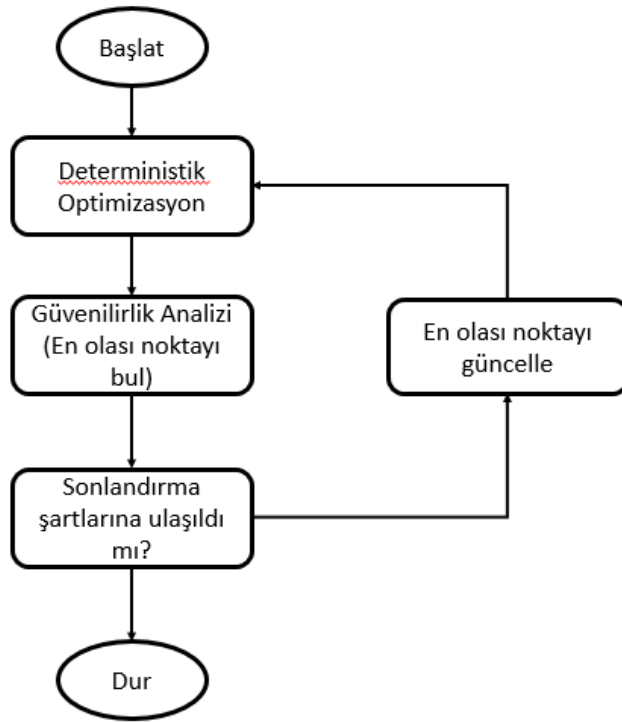 Başlat
Deterministik
Optimizasyon
Güvenilirlik Analizi
(En olası noktayı
bul)
En olası noktayı
güncelle
Sonlandırma
şartlarına ulaşıldı
mı?
Dur